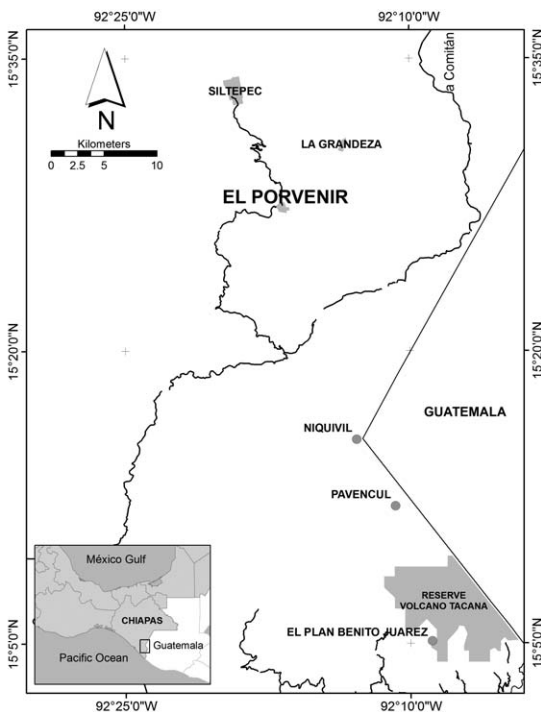 92°25'0"W
92°10'0"W
15°35'0"N
15°35'0"N
a Comitán
SILTEPEC
N
Kilometers
0 2.5 5 10
LA GRANDEZA
EL PORVENIR
15°20'0"N
15°20'0"N
GUATEMALA
NIQUIVIL
PAVENCUL
RESERVE
VOLCANO TACANA
EL PLAN BENITO JUAREZ
México Gulf
CHIAPAS
Guatemala
Pacific Ocean
15°5'0"N
15°5'0"N
92°25'0"W
92°10'0"W